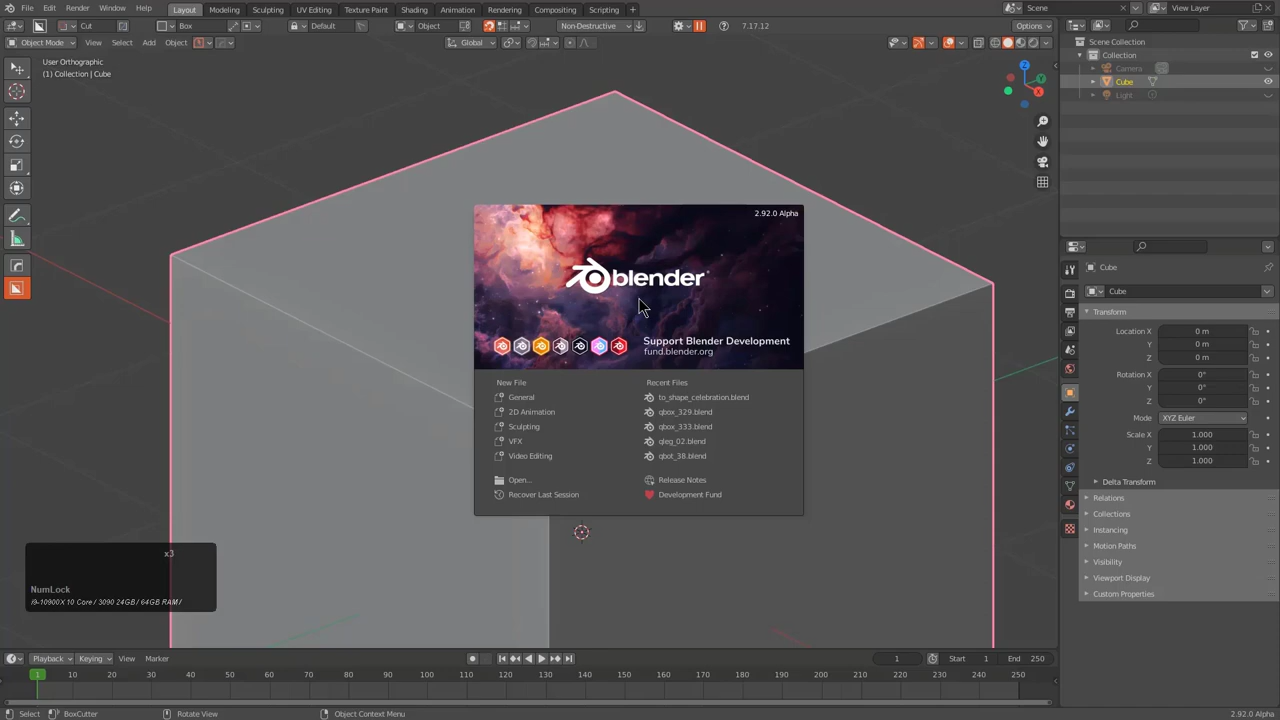 File Edit Render Window Help Layout Modeling Sculpting UV Editing Texture Paint Shading Animation Rendering Compositing Scripting + Scene View Layer
Cut Box Default Object Non-Destructive 7.17.12 Options
Object Mode View Select Add Object Global
User Orthographic
(1) Collection | Cube
Scene Collection
Collection
Camera
Cube
Light
Z
Y
X
2.92.0 Alpha
blender
Support Blender Development
fund.blender.org
New File
General
2D Animation
Sculpting
VFX
Video Editing
Open...
Recover Last Session
Recent Files
to_shape_celebration.blend
qbox_329.blend
qbox_333.blend
qleg_02.blend
qbot_38.blend
Release Notes
Development Fund
Cube
Cube
Transform
Location X 0 m
Y 0 m
Z 0 m
Rotation X 0°
Y 0°
Z 0°
Mode XYZ Euler
Scale X 1.000
Y 1.000
Z 1.000
Delta Transform
Relations
Collections
Instancing
Motion Paths
Visibility
Viewport Display
Custom Properties
x3
NumLock
i9-10900X 10 Core / 3090 24GB / 64GB RAM /
Playback Keying View Marker 1 Start 1 End 250
1 10 20 30 40 50 60 70 80 90 100 110 120 130 140 150 160 170 180 190 200 210 220 230 240 250
Select BoxCutter Rotate View Object Context Menu 2.92.0 Alpha